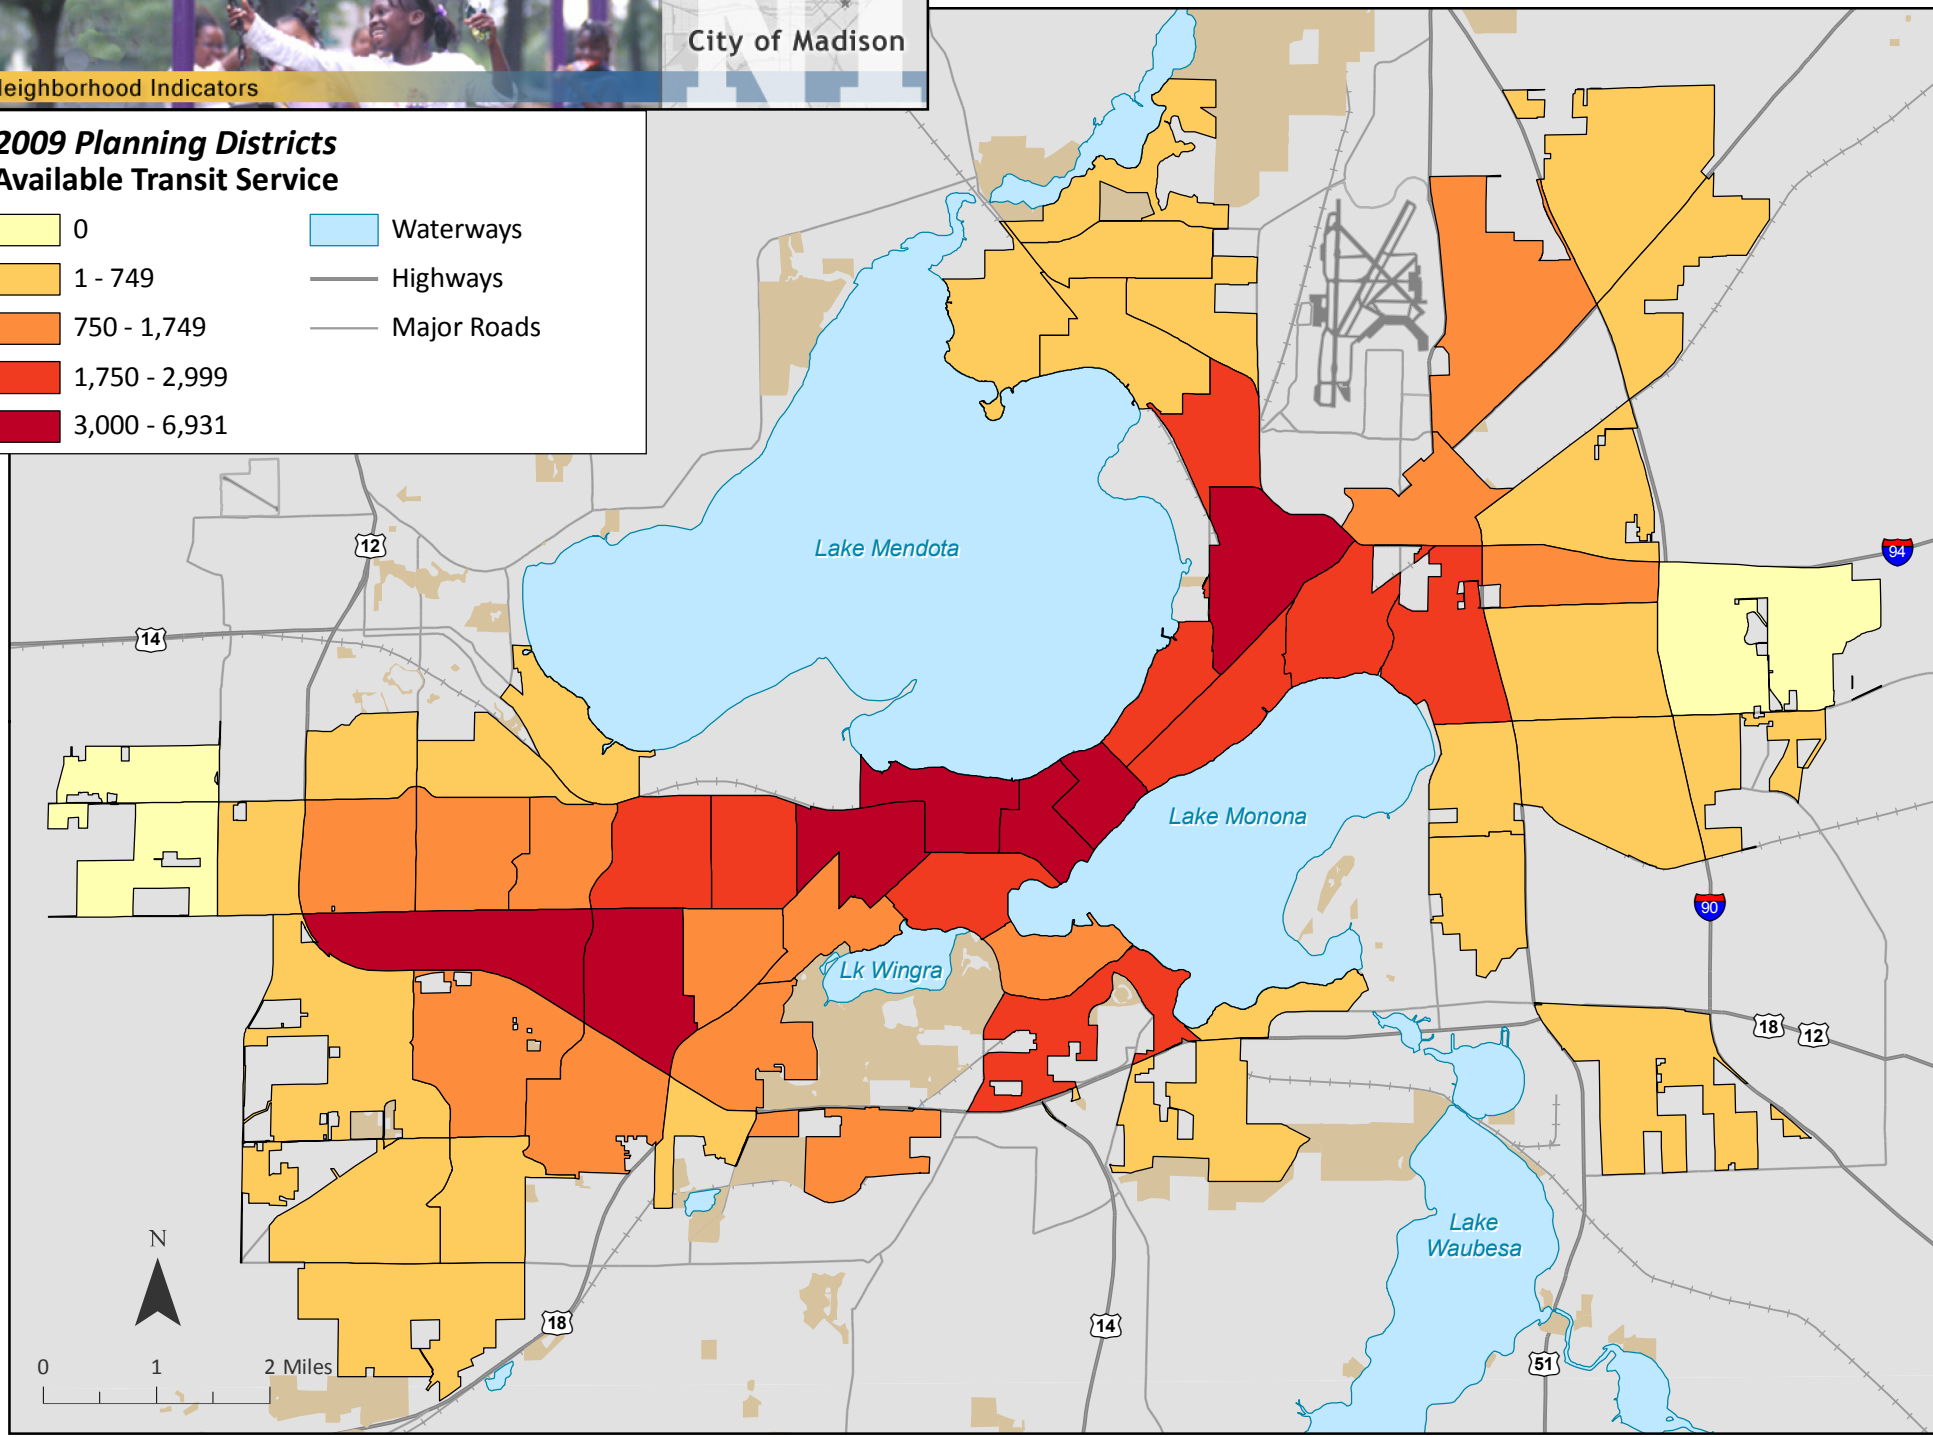 City of Madison
Neighborhood Indicators
2009 Planning Districts
Available Transit Service
0
1 - 749
750 - 1,749
1,750 - 2,999
3,000 - 6,931
Waterways
Highways
Major Roads
12
14
94
Lake Mendota
Lake Monona
90
Lk Wingra
18
12
Lake
Waubesa
N
18
14
51
0 1 2 Miles